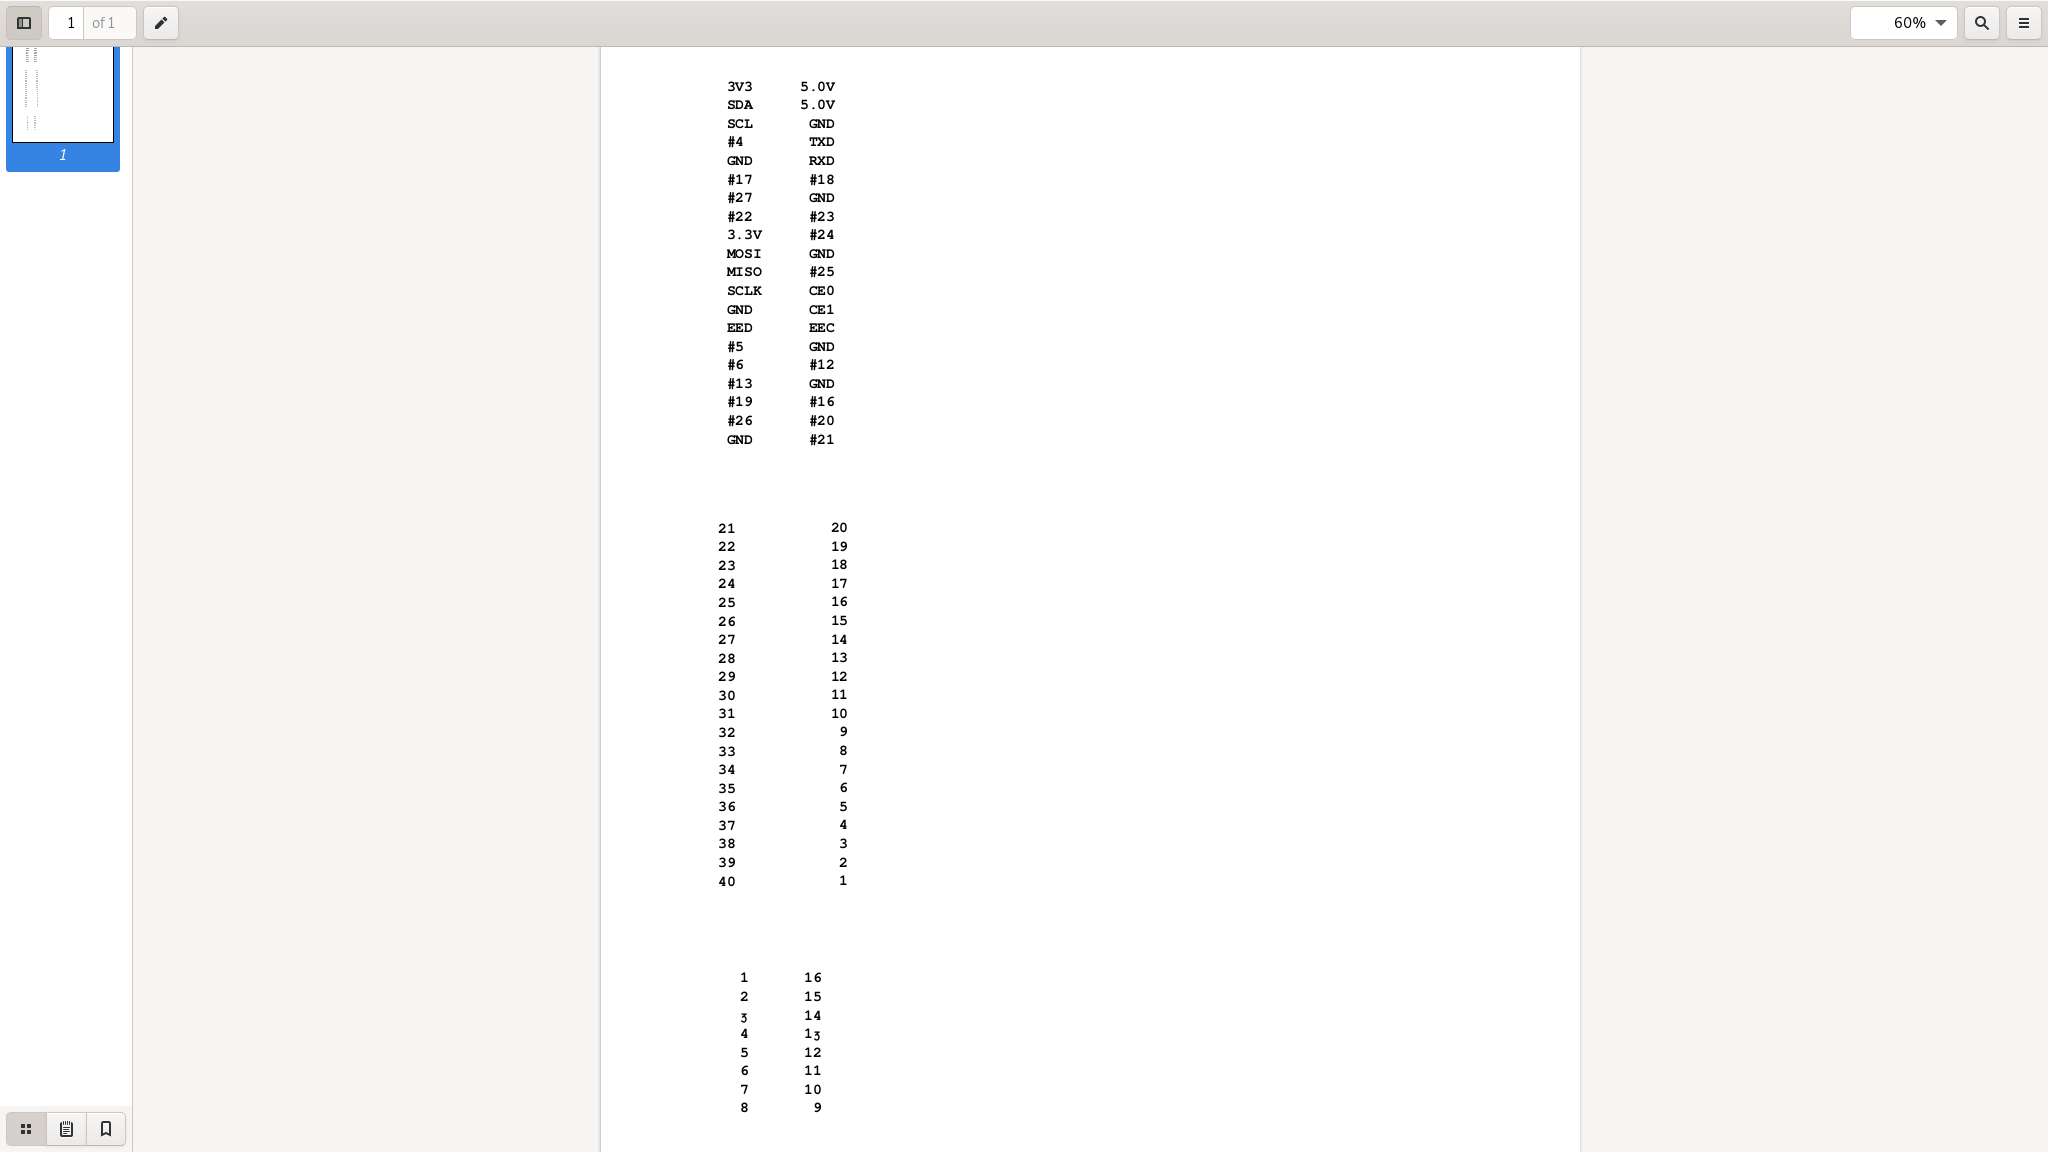 1 of 1 60%
1
3V3 5.0V
SDA 5.0V
SCL GND
#4 TXD
GND RXD
#17 #18
#27 GND
#22 #23
3.3V #24
MOSI GND
MISO #25
SCLK CE0
GND CE1
EED EEC
#5 GND
#6 #12
#13 GND
#19 #16
#26 #20
GND #21
21 20
22 19
23 18
24 17
25 16
26 15
27 14
28 13
29 12
30 11
31 10
32 9
33 8
34 7
35 6
36 5
37 4
38 3
39 2
40 1
1 16
2 15
3 14
4 13
5 12
6 11
7 10
8 9